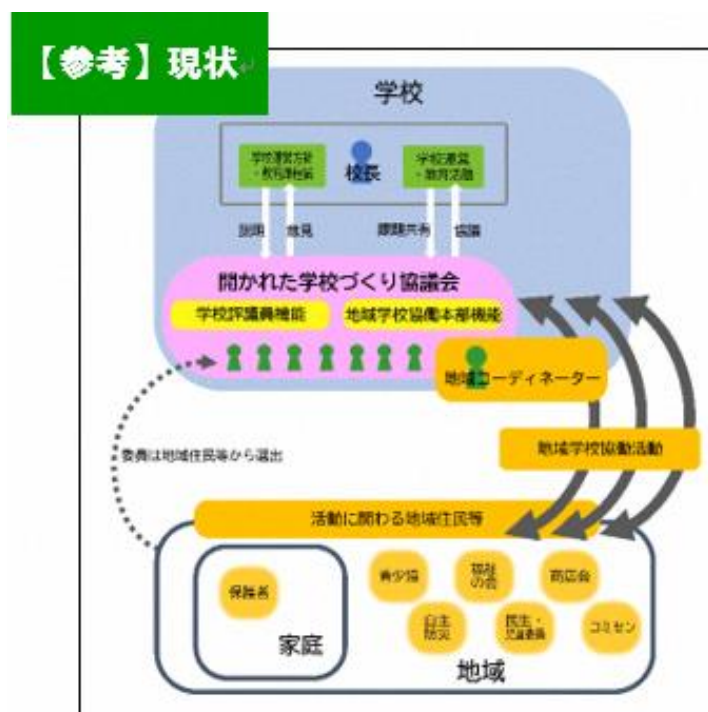 【参考】現状
学校
学校運営方針
・教育課程編
校長
学校運営
・教育活動
説明
意見
課題共有
協議
開かれた学校づくり協議会
学校評議員機能
地域学校協働本部機能
地域コーディネーター
地域学校協働活動
委員は地域住民等から選出
活動に関わる地域住民等
保護者
家庭
青少協
福祉
の会
商店会
自主
防災
民生・
児童委員
コミセン
地域